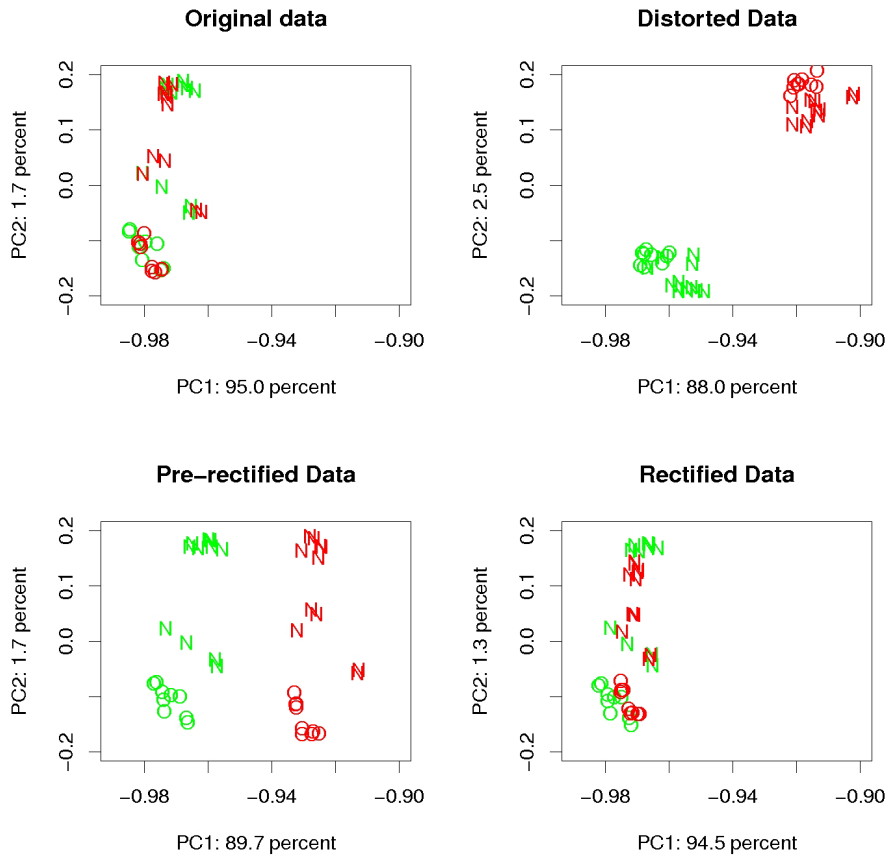 Original data
PC2: 1.7 percent
0.2
0.1
0.0
−0.2
−0.98
−0.94
−0.90
PC1: 95.0 percent
Distorted Data
PC2: 2.5 percent
0.2
0.1
0.0
−0.2
−0.98
−0.94
−0.90
PC1: 88.0 percent
Pre−rectified Data
PC2: 1.7 percent
0.2
0.1
0.0
−0.2
−0.98
−0.94
−0.90
PC1: 89.7 percent
Rectified Data
PC2: 1.3 percent
0.2
0.1
0.0
−0.2
−0.98
−0.94
−0.90
PC1: 94.5 percent